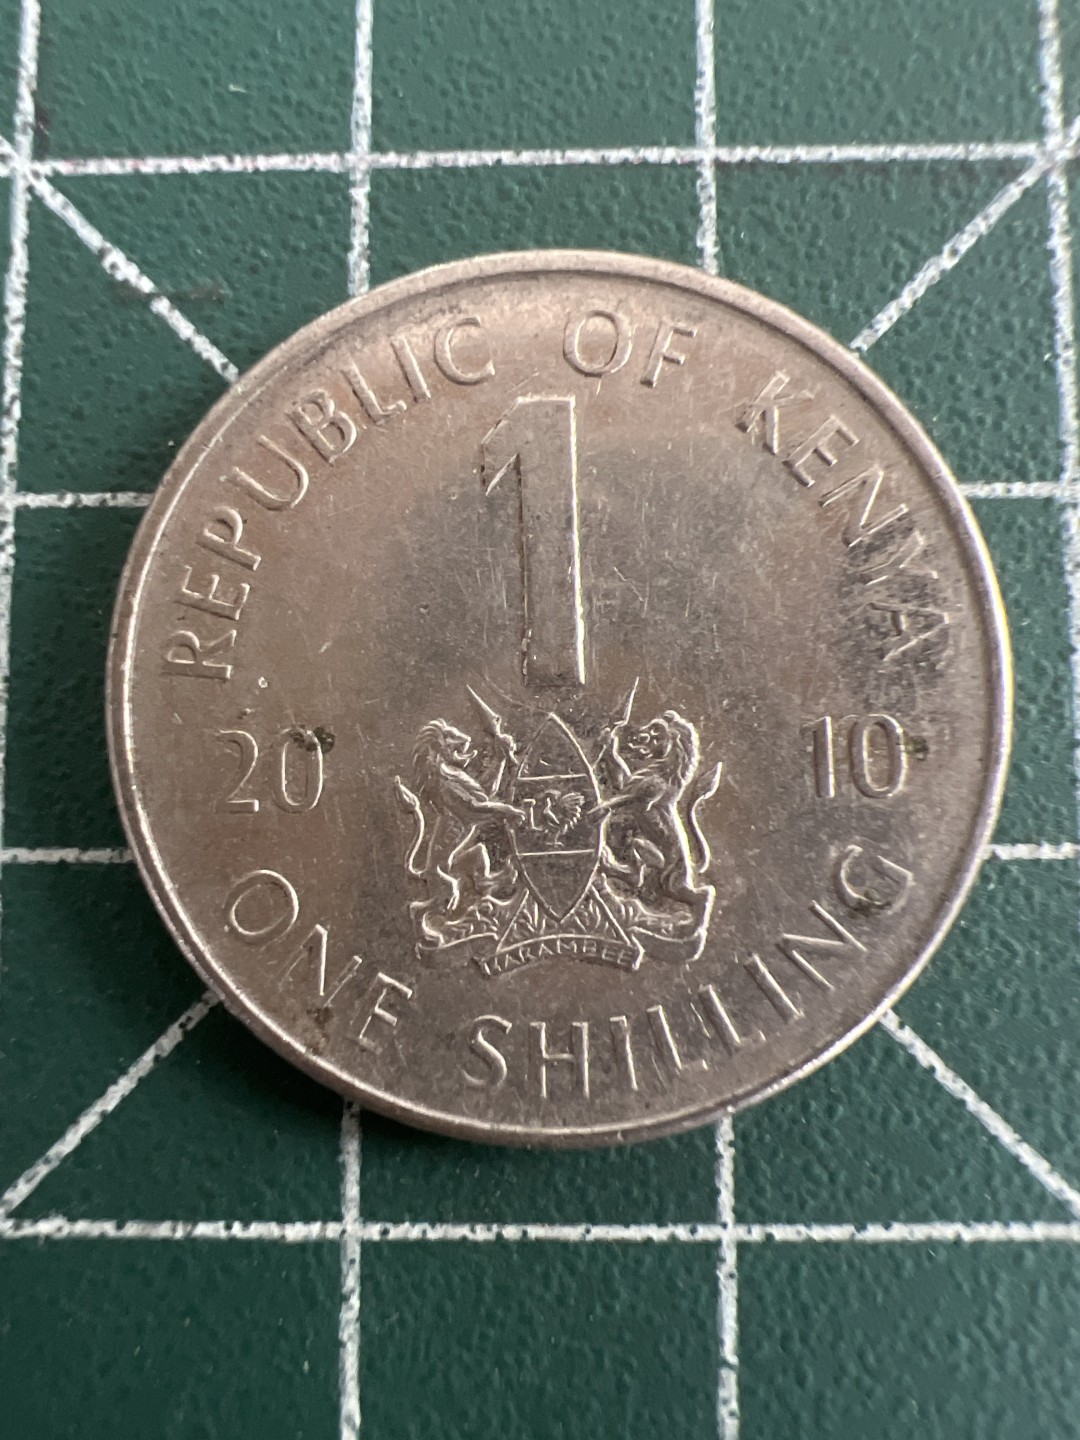 REPUBLIC OF KENYA
1
20 10
HARAMBEE
ONE SHILLING